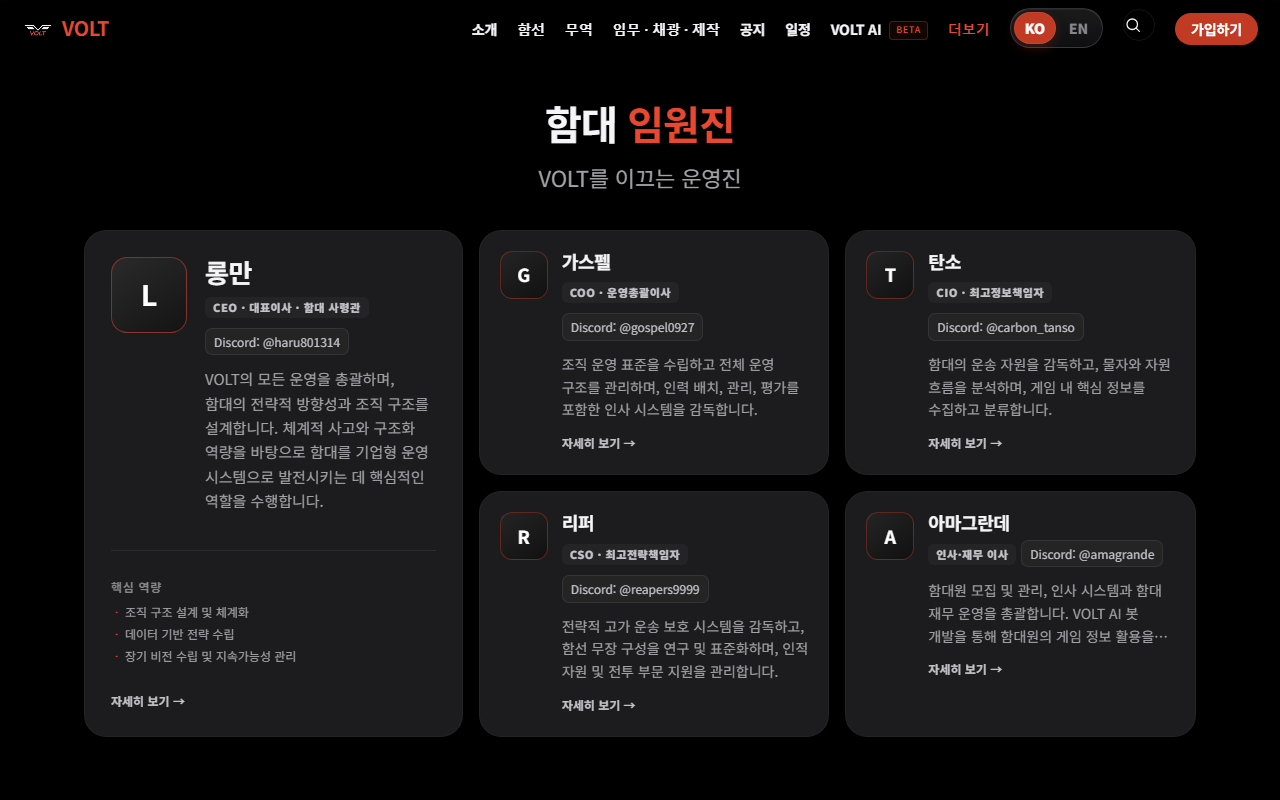 VOLT
VOLT
소개
함선
무역
임무 · 채광 · 제작
공지
일정
VOLT AI
BETA
더보기
KO
EN
가입하기
함대 임원진
VOLT를 이끄는 운영진
L
롱만
CEO · 대표이사 · 함대 사령관
Discord: @haru801314
VOLT의 모든 운영을 총괄하며,
함대의 전략적 방향성과 조직 구조를
설계합니다. 체계적 사고와 구조화
역량을 바탕으로 함대를 기업형 운영
시스템으로 발전시키는 데 핵심적인
역할을 수행합니다.
핵심 역량
· 조직 구조 설계 및 체계화
· 데이터 기반 전략 수립
· 장기 비전 수립 및 지속가능성 관리
자세히 보기 →
G
가스펠
COO · 운영총괄이사
Discord: @gospel0927
조직 운영 표준을 수립하고 전체 운영
구조를 관리하며, 인력 배치, 관리, 평가를
포함한 인사 시스템을 감독합니다.
자세히 보기 →
T
탄소
CIO · 최고정보책임자
Discord: @carbon_tanso
함대의 운송 자원을 감독하고, 물자와 자원
흐름을 분석하며, 게임 내 핵심 정보를
수집하고 분류합니다.
자세히 보기 →
R
리퍼
CSO · 최고전략책임자
Discord: @reapers9999
전략적 고가 운송 보호 시스템을 감독하고,
함선 무장 구성을 연구 및 표준화하며, 인적
자원 및 전투 부문 지원을 관리합니다.
자세히 보기 →
A
아마그란데
인사·재무 이사
Discord: @amagrande
함대원 모집 및 관리, 인사 시스템과 함대
재무 운영을 총괄합니다. VOLT AI 봇
개발을 통해 함대원의 게임 정보 활용을…
자세히 보기 →